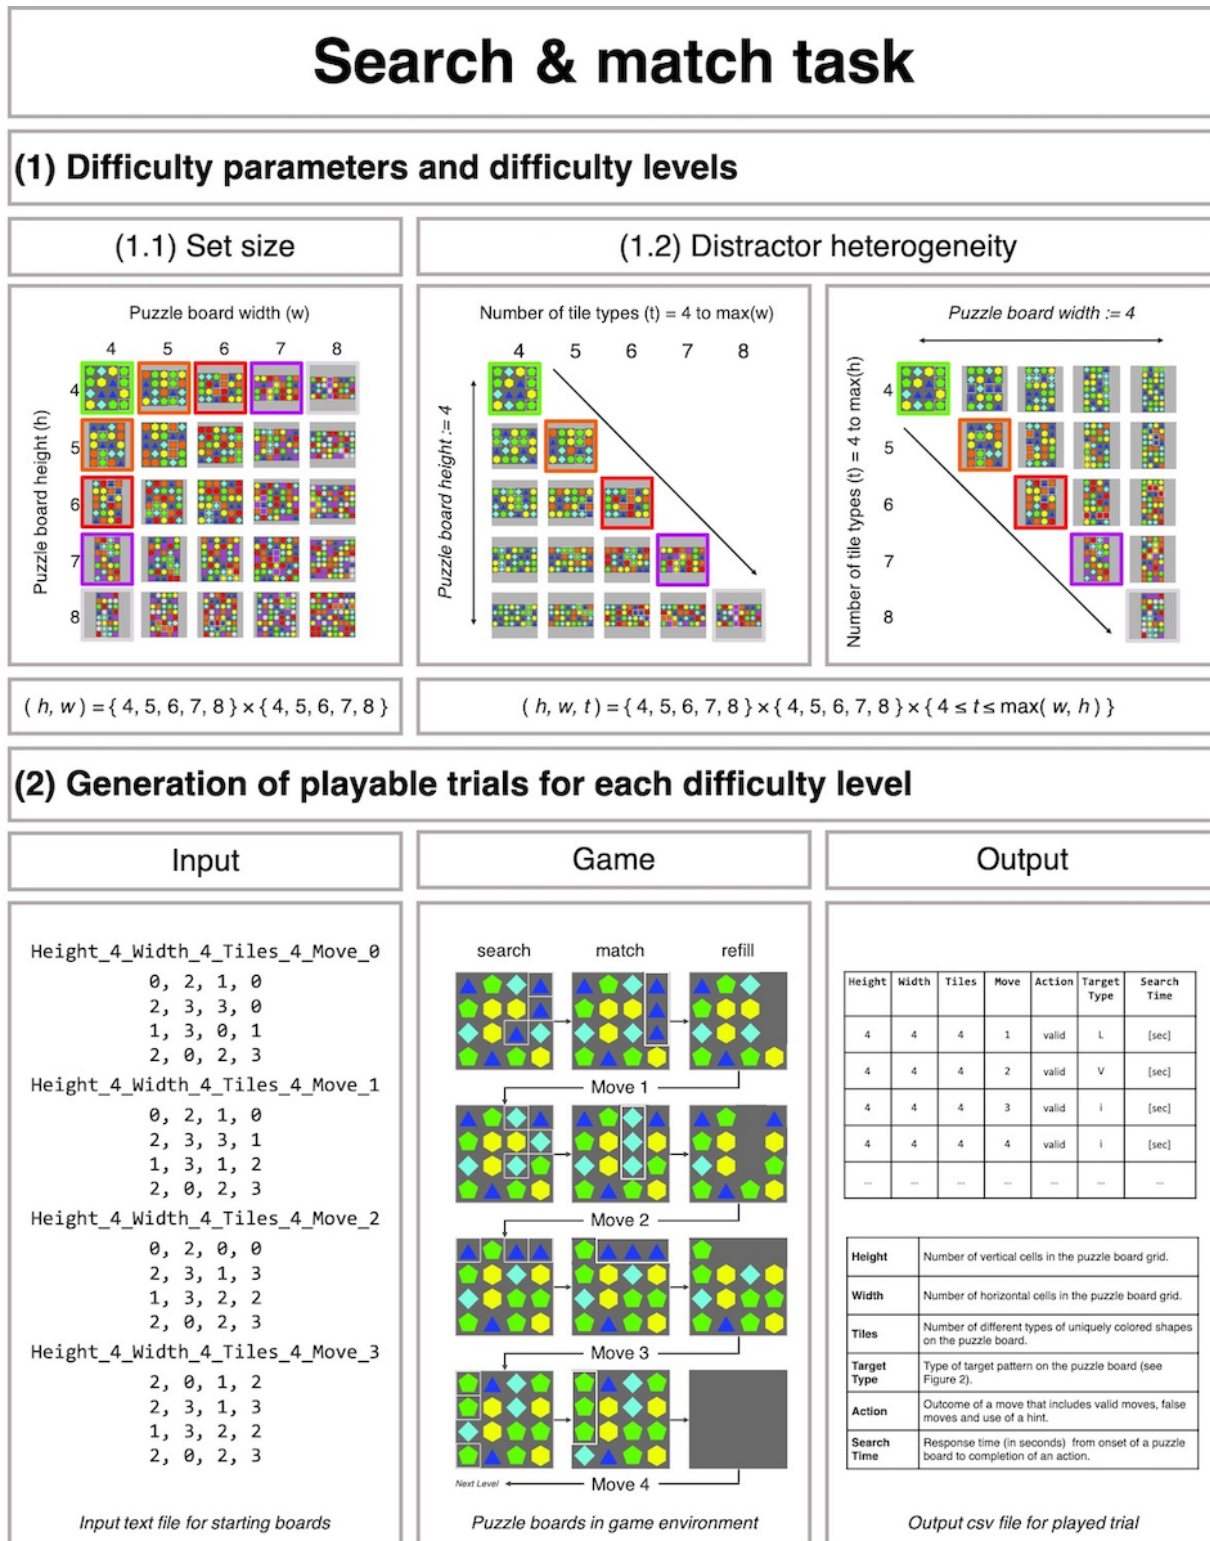 Search & match task
(1) Difficulty parameters and difficulty levels
(1.1) Set size
(1.2) Distractor heterogeneity
Puzzle board width (w)
4 5 6 7 8
Puzzle board height (h)
4
5
6
7
8
Number of tile types (t) = 4 to max(w)
4 5 6 7 8
Puzzle board height := 4
Puzzle board width := 4
Number of tile types (t) = 4 to max(h)
4
5
6
7
8
( h, w ) = { 4, 5, 6, 7, 8 } × { 4, 5, 6, 7, 8 }
( h, w, t ) = { 4, 5, 6, 7, 8 } × { 4, 5, 6, 7, 8 } × { 4 ≤ t ≤ max( w, h ) }
(2) Generation of playable trials for each difficulty level
Input
Height_4_Width_4_Tiles_4_Move_0
0, 2, 1, 0
2, 3, 3, 0
1, 3, 0, 1
2, 0, 2, 3
Height_4_Width_4_Tiles_4_Move_1
0, 2, 1, 0
2, 3, 3, 1
1, 3, 1, 2
2, 0, 2, 3
Height_4_Width_4_Tiles_4_Move_2
0, 2, 0, 0
2, 3, 1, 3
1, 3, 2, 2
2, 0, 2, 3
Height_4_Width_4_Tiles_4_Move_3
2, 0, 1, 2
2, 3, 1, 3
1, 3, 2, 2
2, 0, 2, 3
Input text file for starting boards
Game
search match refill
Move 1
Move 2
Move 3
Next Level
Move 4
Puzzle boards in game environment
Output
Height Width Tiles Move Action Target Type Search Time
4 4 4 1 valid L [sec]
4 4 4 2 valid V [sec]
4 4 4 3 valid i [sec]
4 4 4 4 valid i [sec]
... ... ... ... ... ... ...
Height Number of vertical cells in the puzzle board grid.
Width Number of horizontal cells in the puzzle board grid.
Tiles Number of different types of uniquely colored shapes
on the puzzle board.
Target Type Type of target pattern on the puzzle board (see
Figure 2).
Action Outcome of a move that includes valid moves, false
moves and use of a hint.
Search Time Response time (in seconds) from onset of a puzzle
board to completion of an action.
Output csv file for played trial